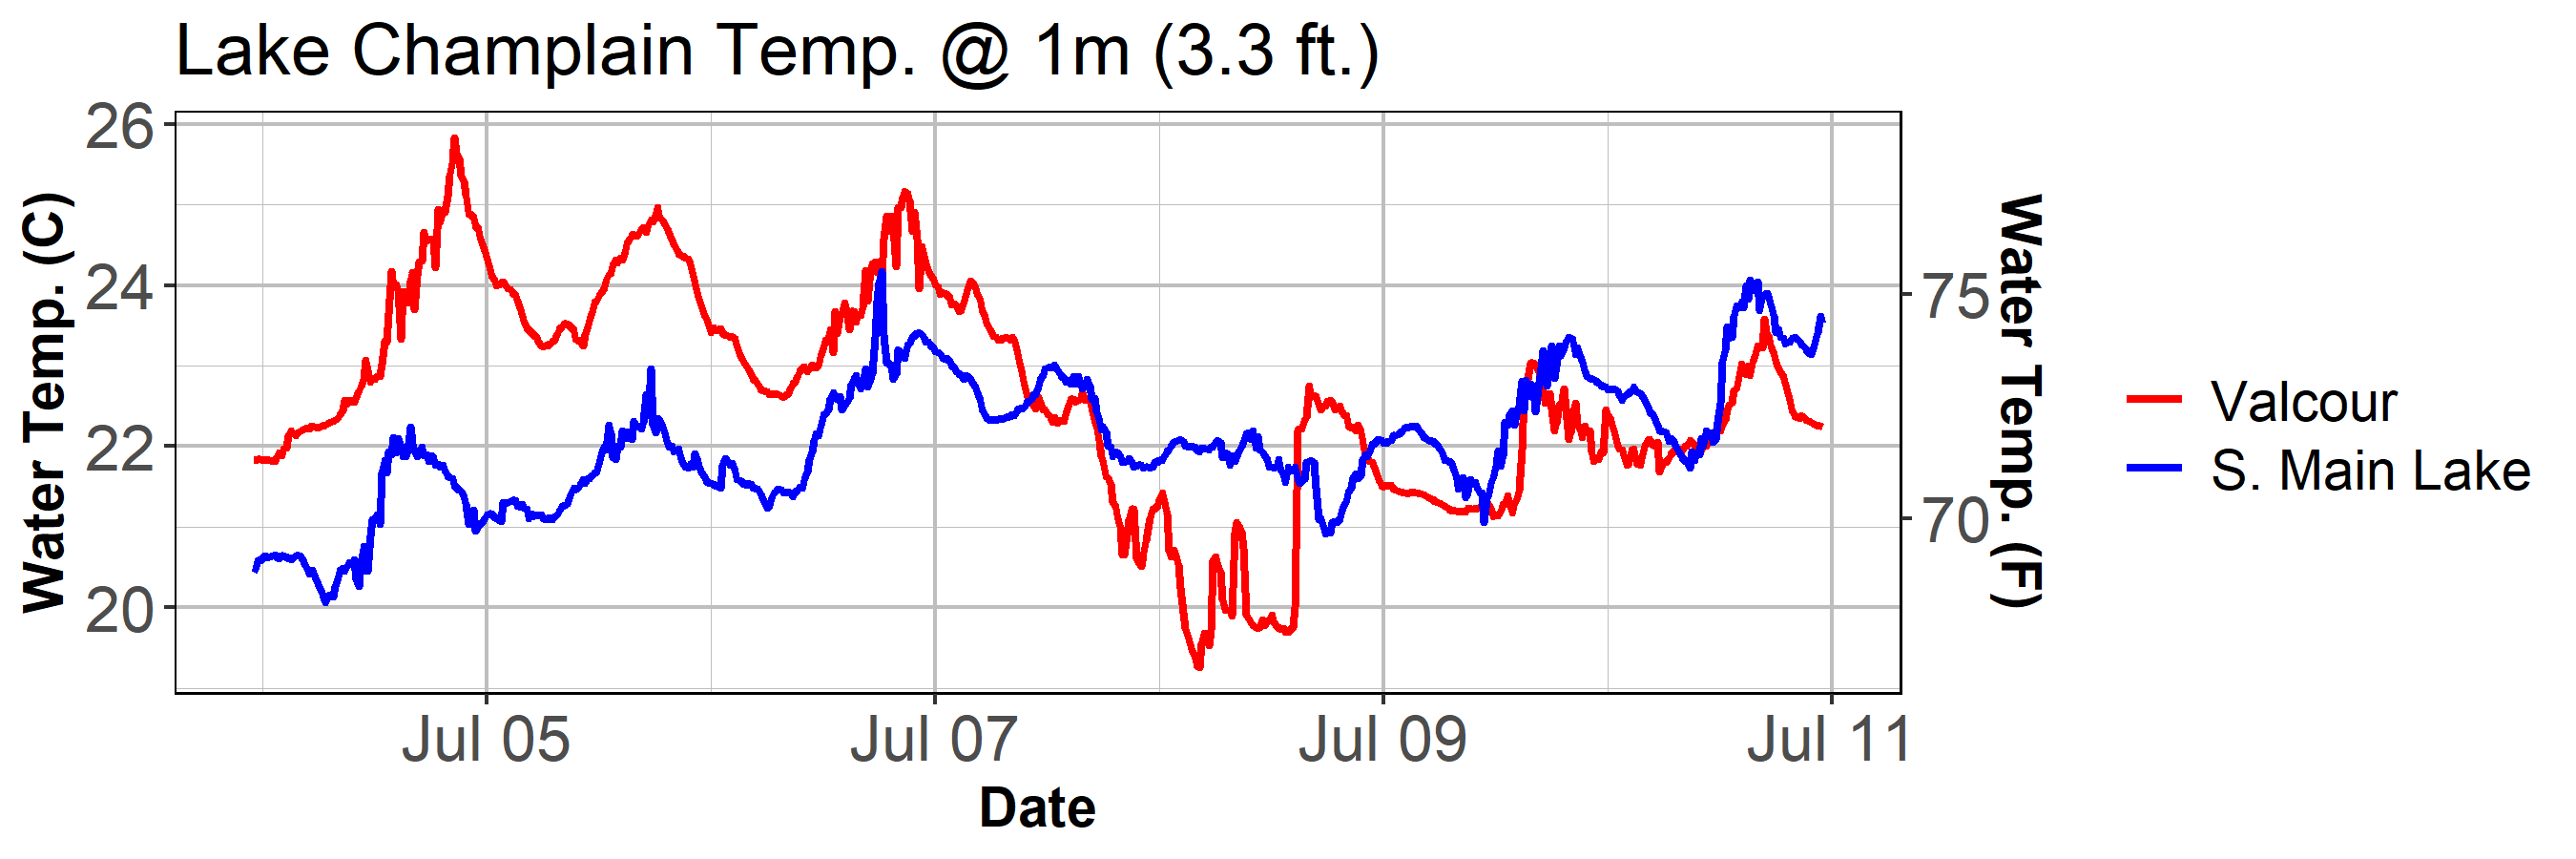 Lake Champlain Temp. @ 1m (3.3 ft.)
Water Temp. (C)
26
24
22
20
Jul 05
Jul 07
Jul 09
Jul 11
Date
75
70
Water Temp. (F)
Valcour
S. Main Lake